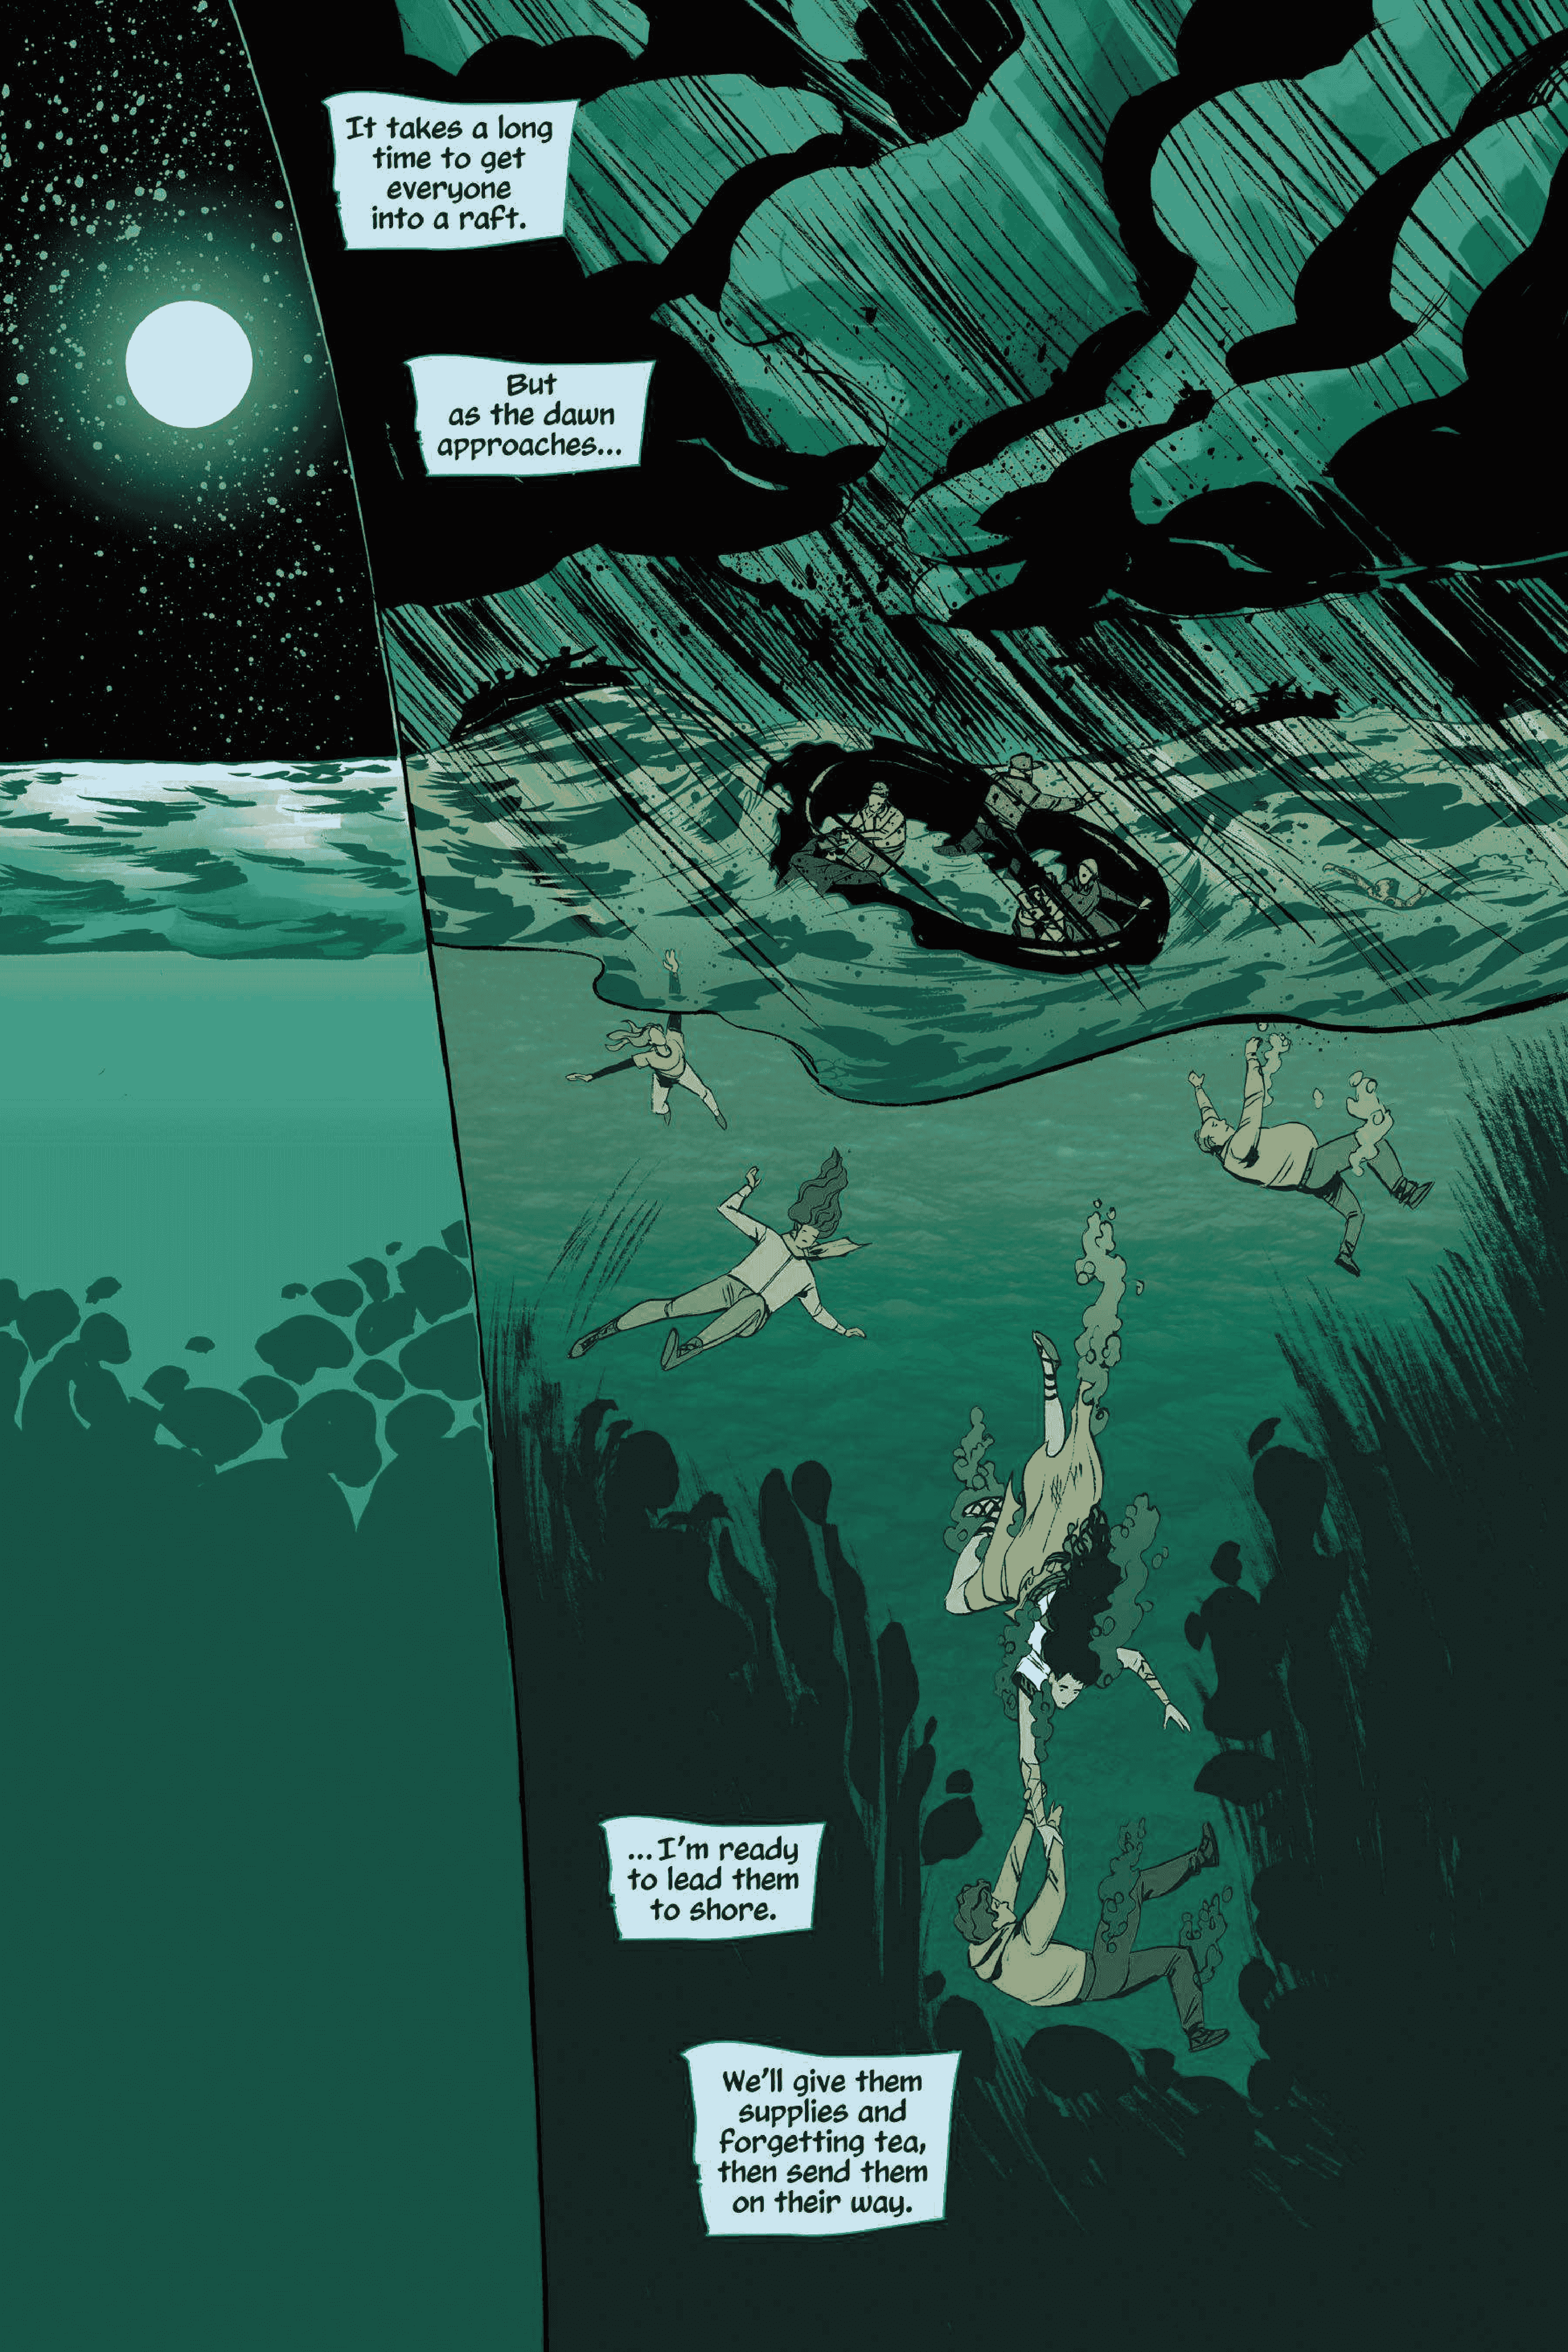 It takes a long
time to get
everyone
into a raft.
But
as the dawn
approaches...
...I'm ready
to lead them
to shore.
We'll give them
supplies and
forgetting tea,
then send them
on their way.